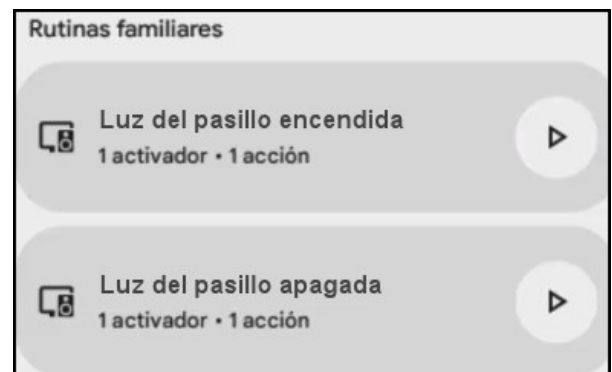 Rutinas familiares
Luz del pasillo encendida
1 activador • 1 acción
Luz del pasillo apagada
1 activador • 1 acción